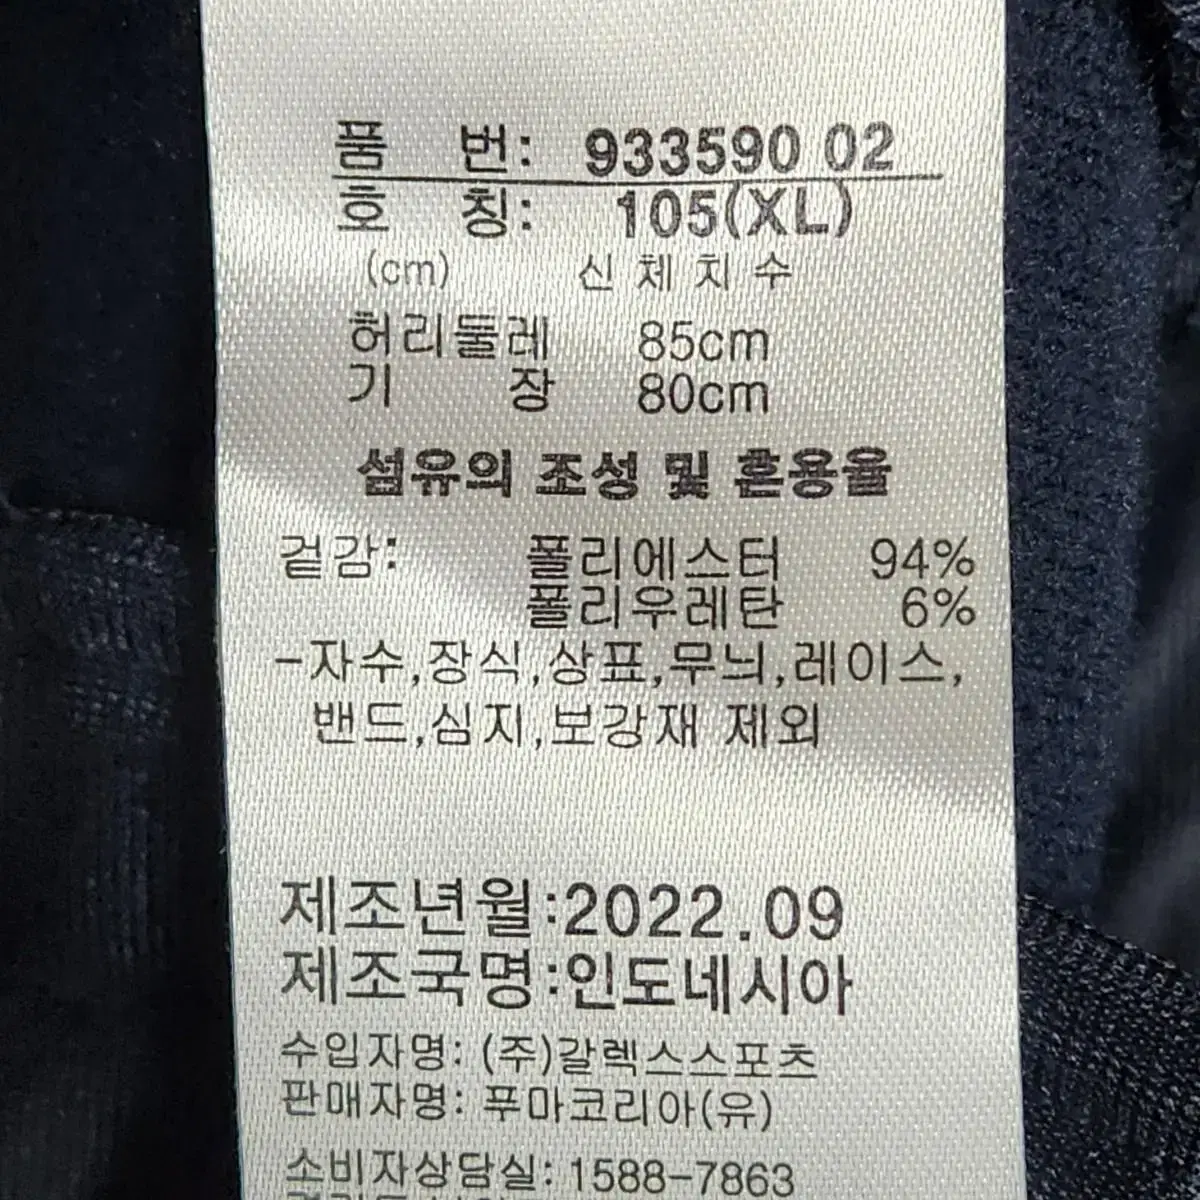 품 번: 933590 02
호 칭: 105(XL)
(cm) 신체치수
허리둘레 85cm
기 장 80cm
섬유의 조성 및 혼용율
겉감: 폴리에스터 94%
폴리우레탄 6%
-자수,장식,상표,무늬,레이스,
밴드,심지,보강재 제외
제조년월:2022.09
제조국명:인도네시아
수입자명: (주)갈렉스스포츠
판매자명: 푸마코리아(유)
소비자상담실: 1588-7863